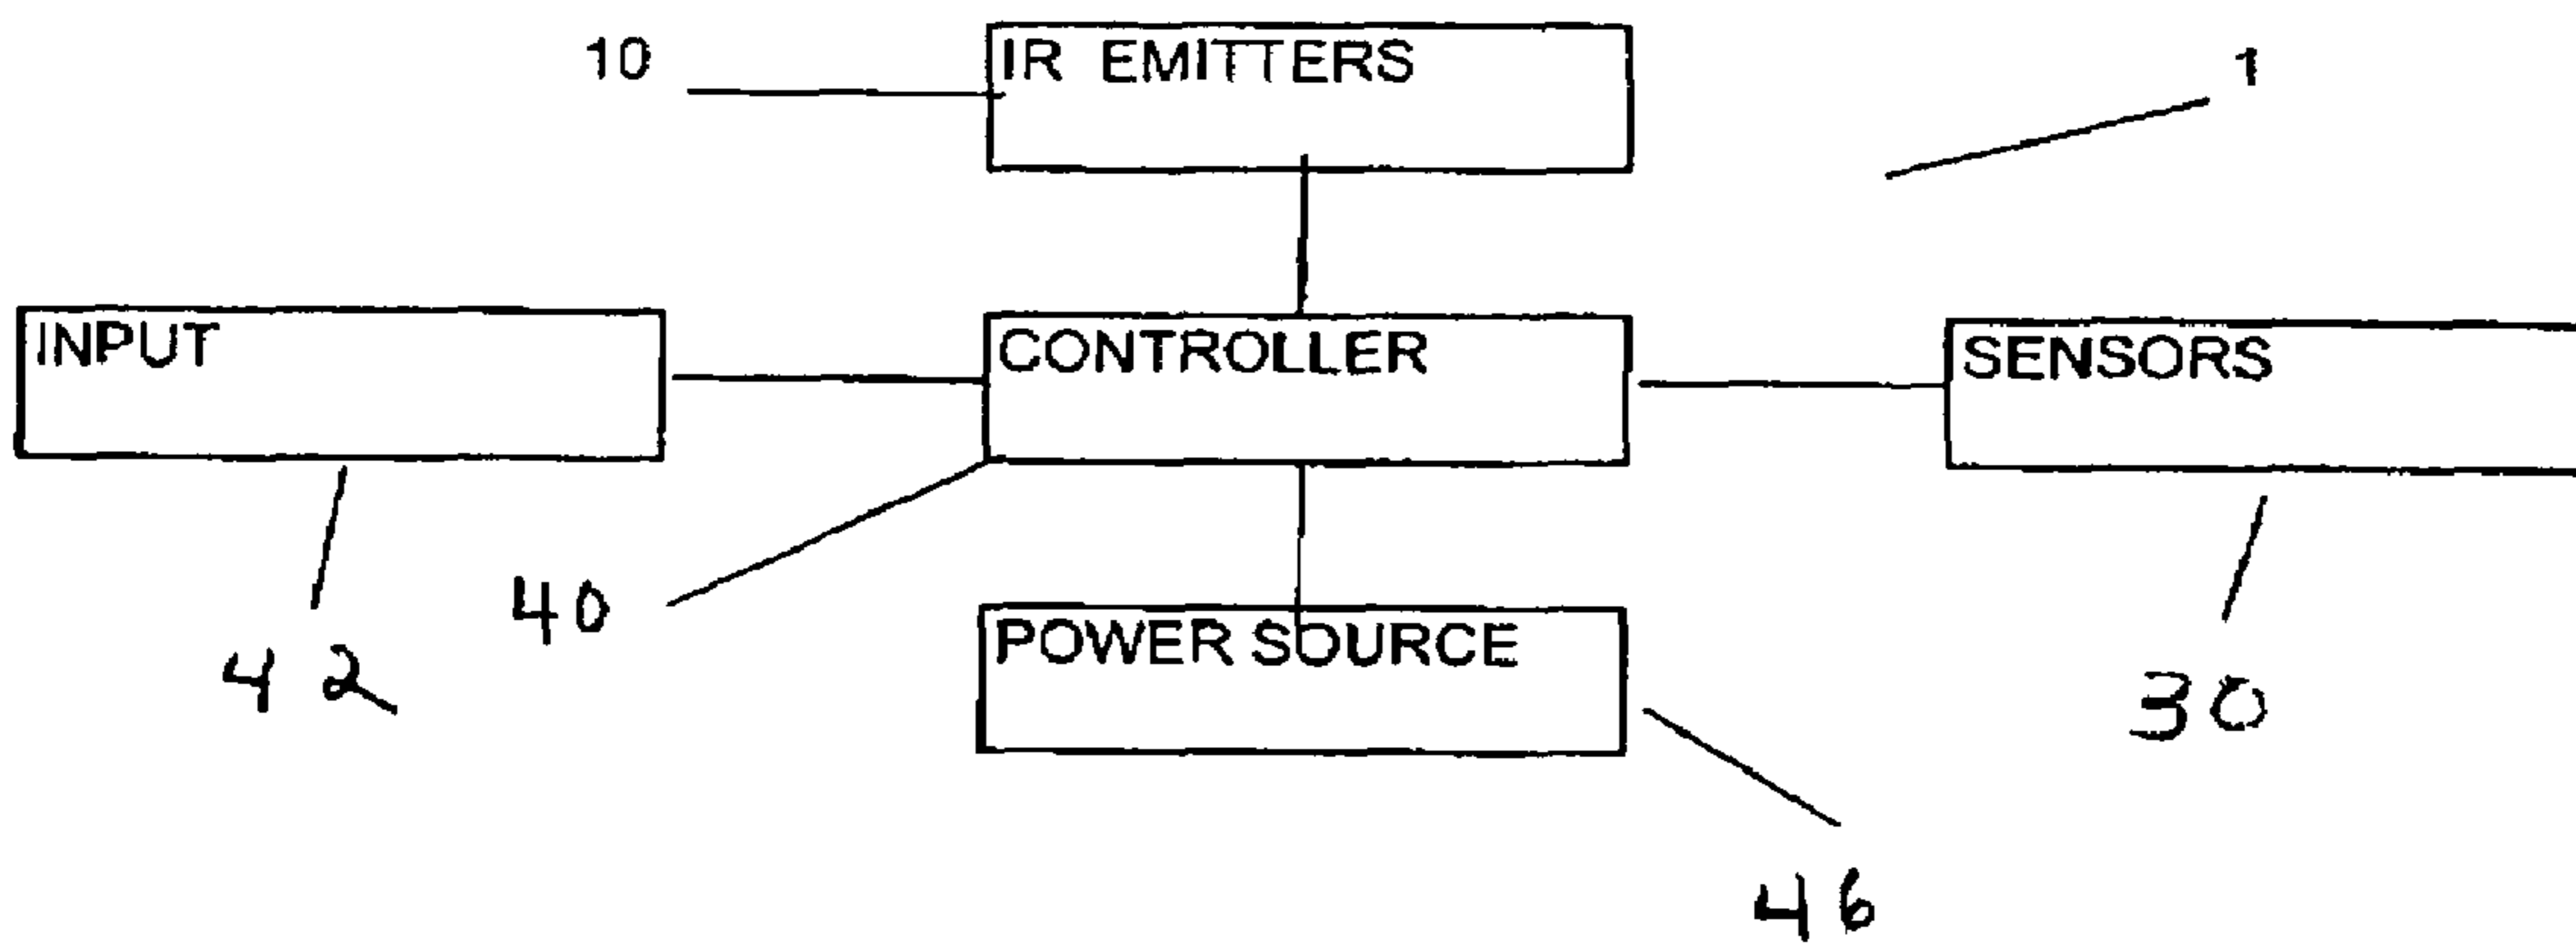 10
IR EMITTERS
1
INPUT
CONTROLLER
SENSORS
40
42
POWER SOURCE
30
46